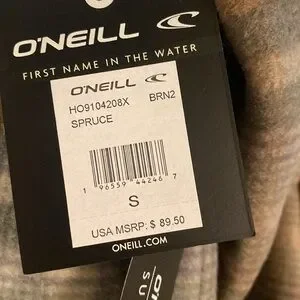 O'NEILL
FIRST NAME IN THE WATER
HO9104208X BRN2
SPRUCE
1 96559 44246 7
S
USA MSRP: $ 89.50
ONEILL.COM